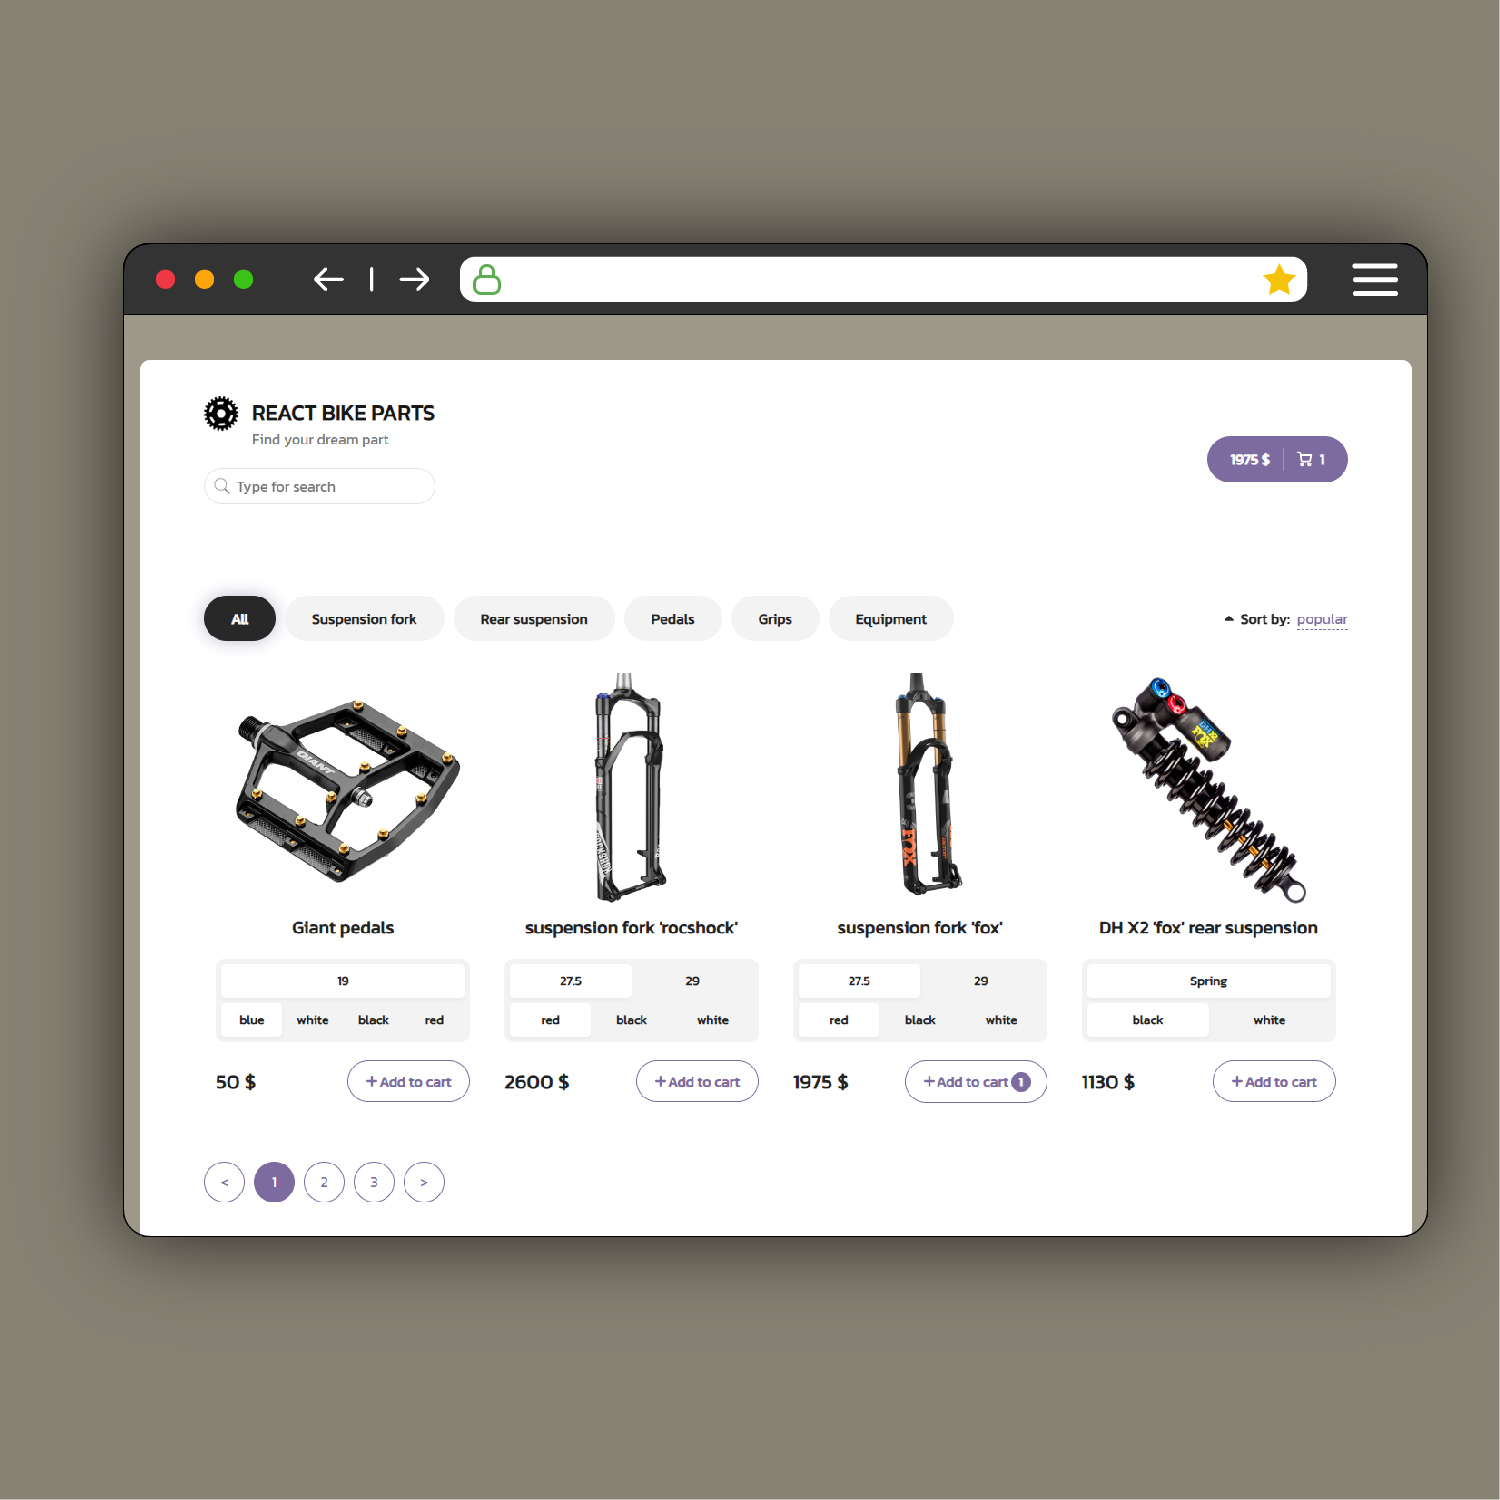 REACT BIKE PARTS
Find your dream part
Type for search
1975 $ 1
All Suspension fork Rear suspension Pedals Grips Equipment Sort by: popular
GIANT
FOX
FOX
Giant pedals
suspension fork 'rocshock'
suspension fork 'fox'
DH X2 'fox' rear suspension
19
blue white black red
27.5 29
red black white
27.5 29
red black white
Spring
black white
50 $ +Add to cart
2600 $ +Add to cart
1975 $ +Add to cart 1
1130 $ +Add to cart
< 1 2 3 >